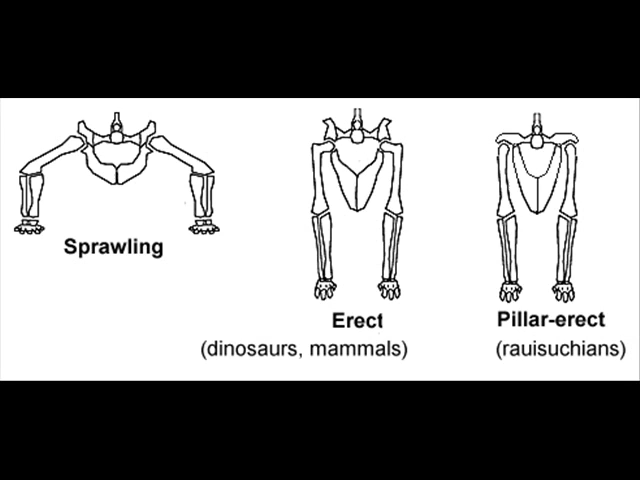 Sprawling
Erect
(dinosaurs, mammals)
Pillar-erect
(rauisuchians)